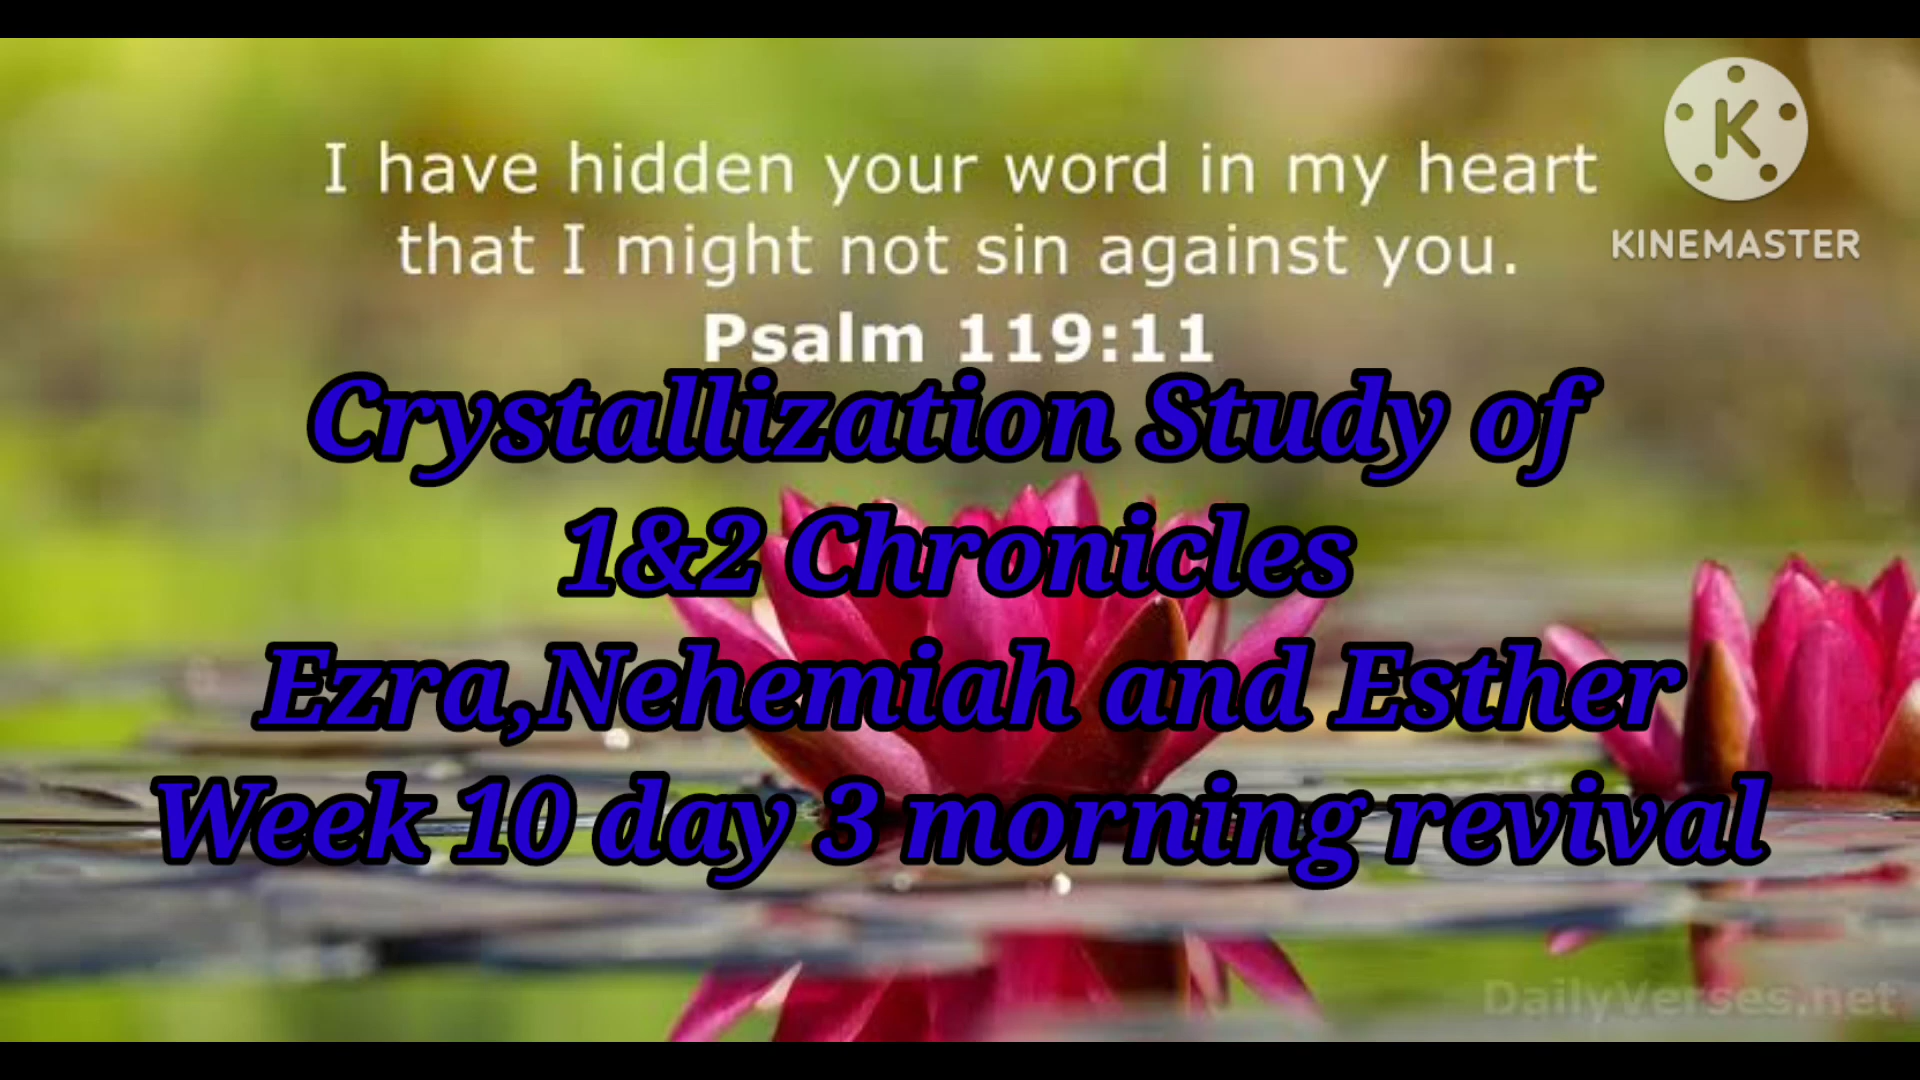 I have hidden your word in my heart
that I might not sin against you.
Psalm 119:11
KINEMASTER
Crystallization Study of
1&2 Chronicles
Ezra,Nehemiah and Esther
Week 10 day 3 morning revival
DailyVerses.net